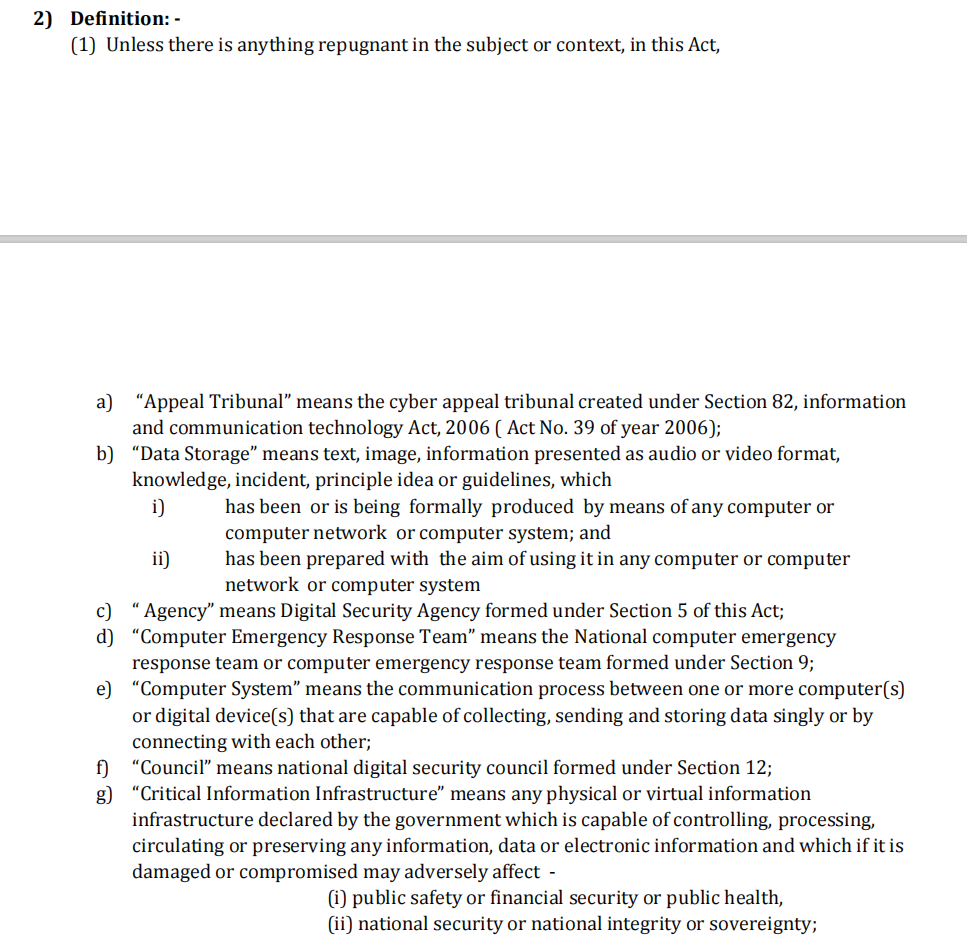 2) Definition: -
(1) Unless there is anything repugnant in the subject or context, in this Act,
a) “Appeal Tribunal” means the cyber appeal tribunal created under Section 82, information
and communication technology Act, 2006 ( Act No. 39 of year 2006);
b) “Data Storage” means text, image, information presented as audio or video format,
knowledge, incident, principle idea or guidelines, which
i) has been or is being formally produced by means of any computer or
computer network or computer system; and
ii) has been prepared with the aim of using it in any computer or computer
network or computer system
c) “ Agency” means Digital Security Agency formed under Section 5 of this Act;
d) “Computer Emergency Response Team” means the National computer emergency
response team or computer emergency response team formed under Section 9;
e) “Computer System” means the communication process between one or more computer(s)
or digital device(s) that are capable of collecting, sending and storing data singly or by
connecting with each other;
f) “Council” means national digital security council formed under Section 12;
g) “Critical Information Infrastructure” means any physical or virtual information
infrastructure declared by the government which is capable of controlling, processing,
circulating or preserving any information, data or electronic information and which if it is
damaged or compromised may adversely affect -
(i) public safety or financial security or public health,
(ii) national security or national integrity or sovereignty;